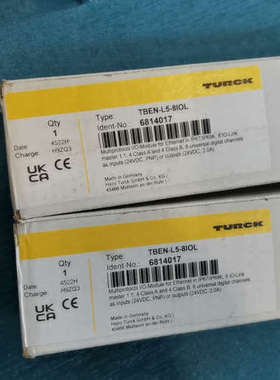 TURCK
Type
TBEN-L5-8IOL
Ident-No.:
6814017
Qty
1
Date:
4522H
Charge:
H9ZQ3
Multiprotocol I/O-Module for Ethernet in IP67/IP69K, 8 IO-Link
master 1.1; 4 Class A and 4 Class B, 8 universal digital channels
as inputs (24VDC, PNP) or outputs (24VDC, 2.0A)
Made in Germany
Hans Turck GmbH & Co. KG,
45466 Mülheim an der Ruhr
UK
CA
CE
TURCK
Type
TBEN-L5-8IOL
Ident-No.:
6814017
Qty
1
Date:
4522H
Charge:
H9ZQ3
Multiprotocol I/O-Module for Ethernet in IP67/IP69K, 8 IO-Link
master 1.1; 4 Class A and 4 Class B, 8 universal digital channels
as inputs (24VDC, PNP) or outputs (24VDC, 2.0A)
Made in Germany
Hans Turck GmbH & Co. KG,
45466 Mülheim an der Ruhr
UK
CA
CE